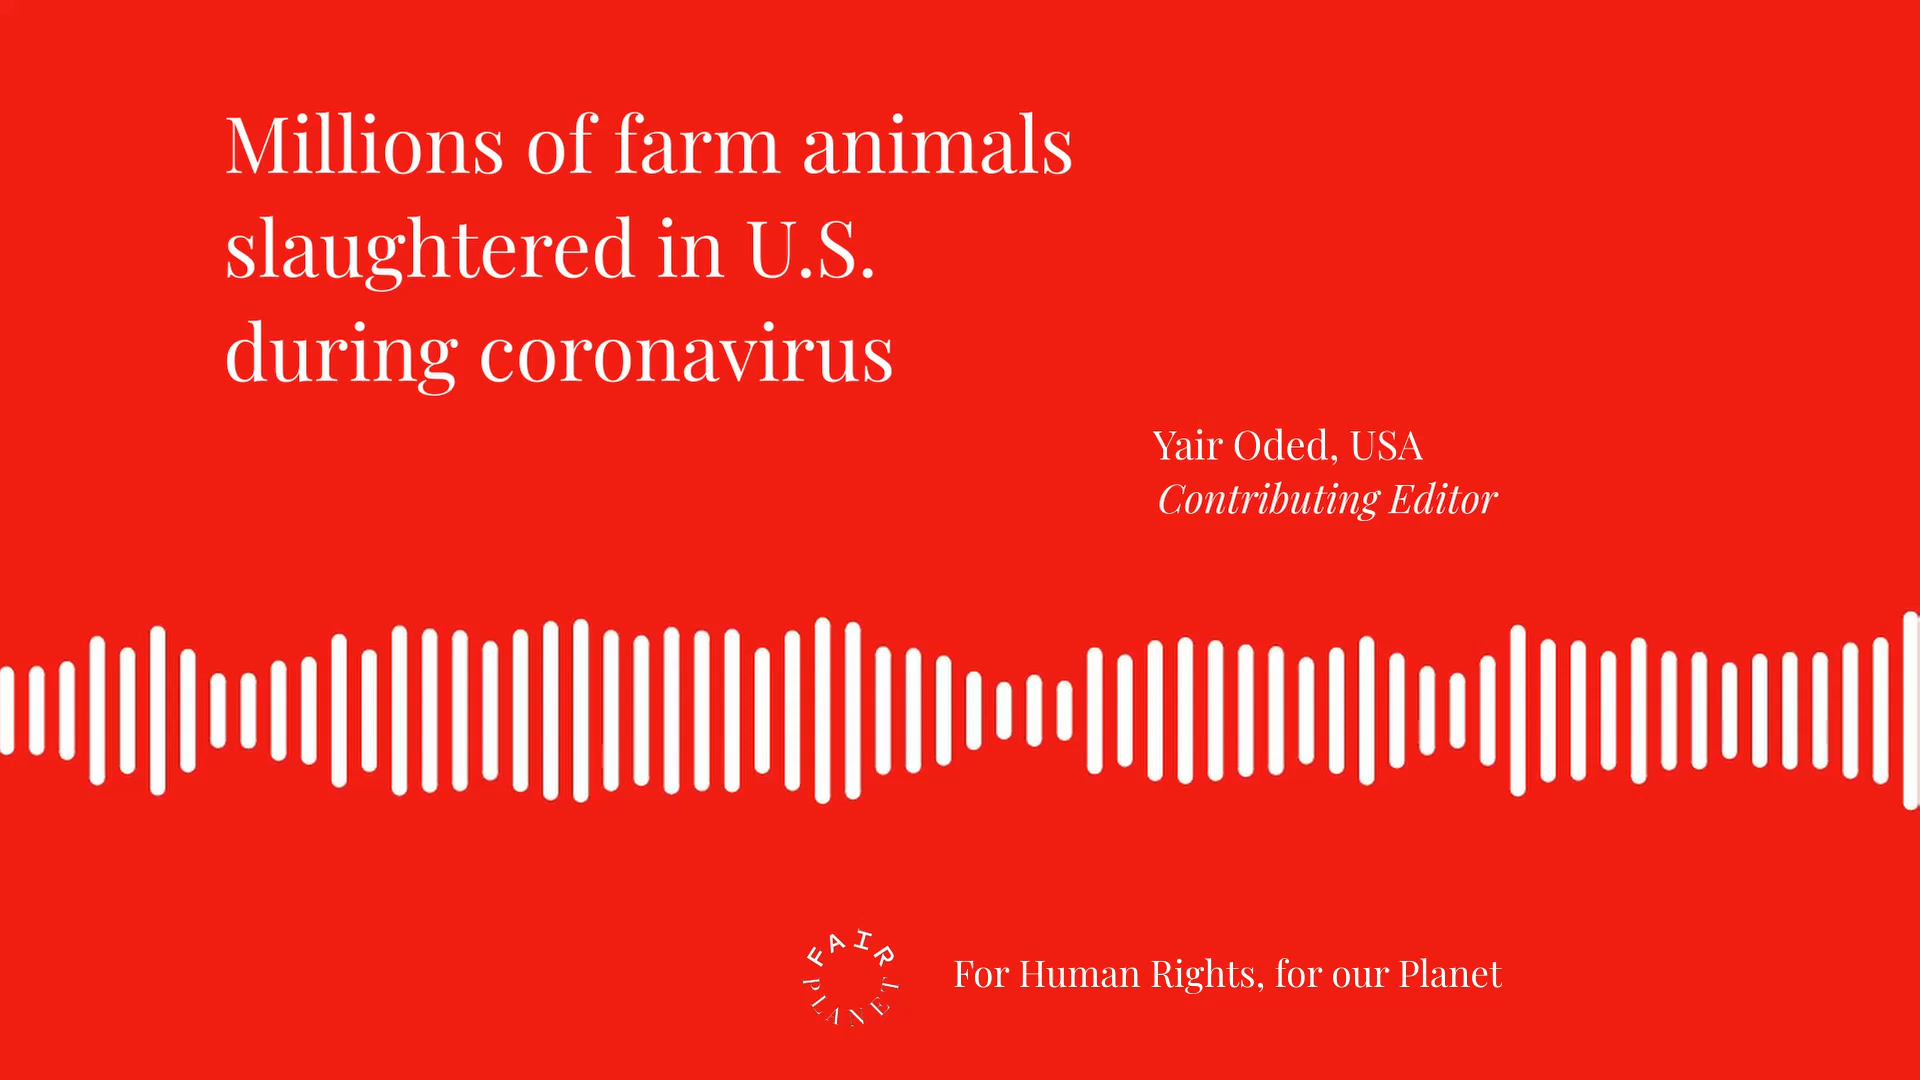 Millions of farm animals
slaughtered in U.S.
during coronavirus
Yair Oded, USA
Contributing Editor
FAIR
PLANET
For Human Rights, for our Planet